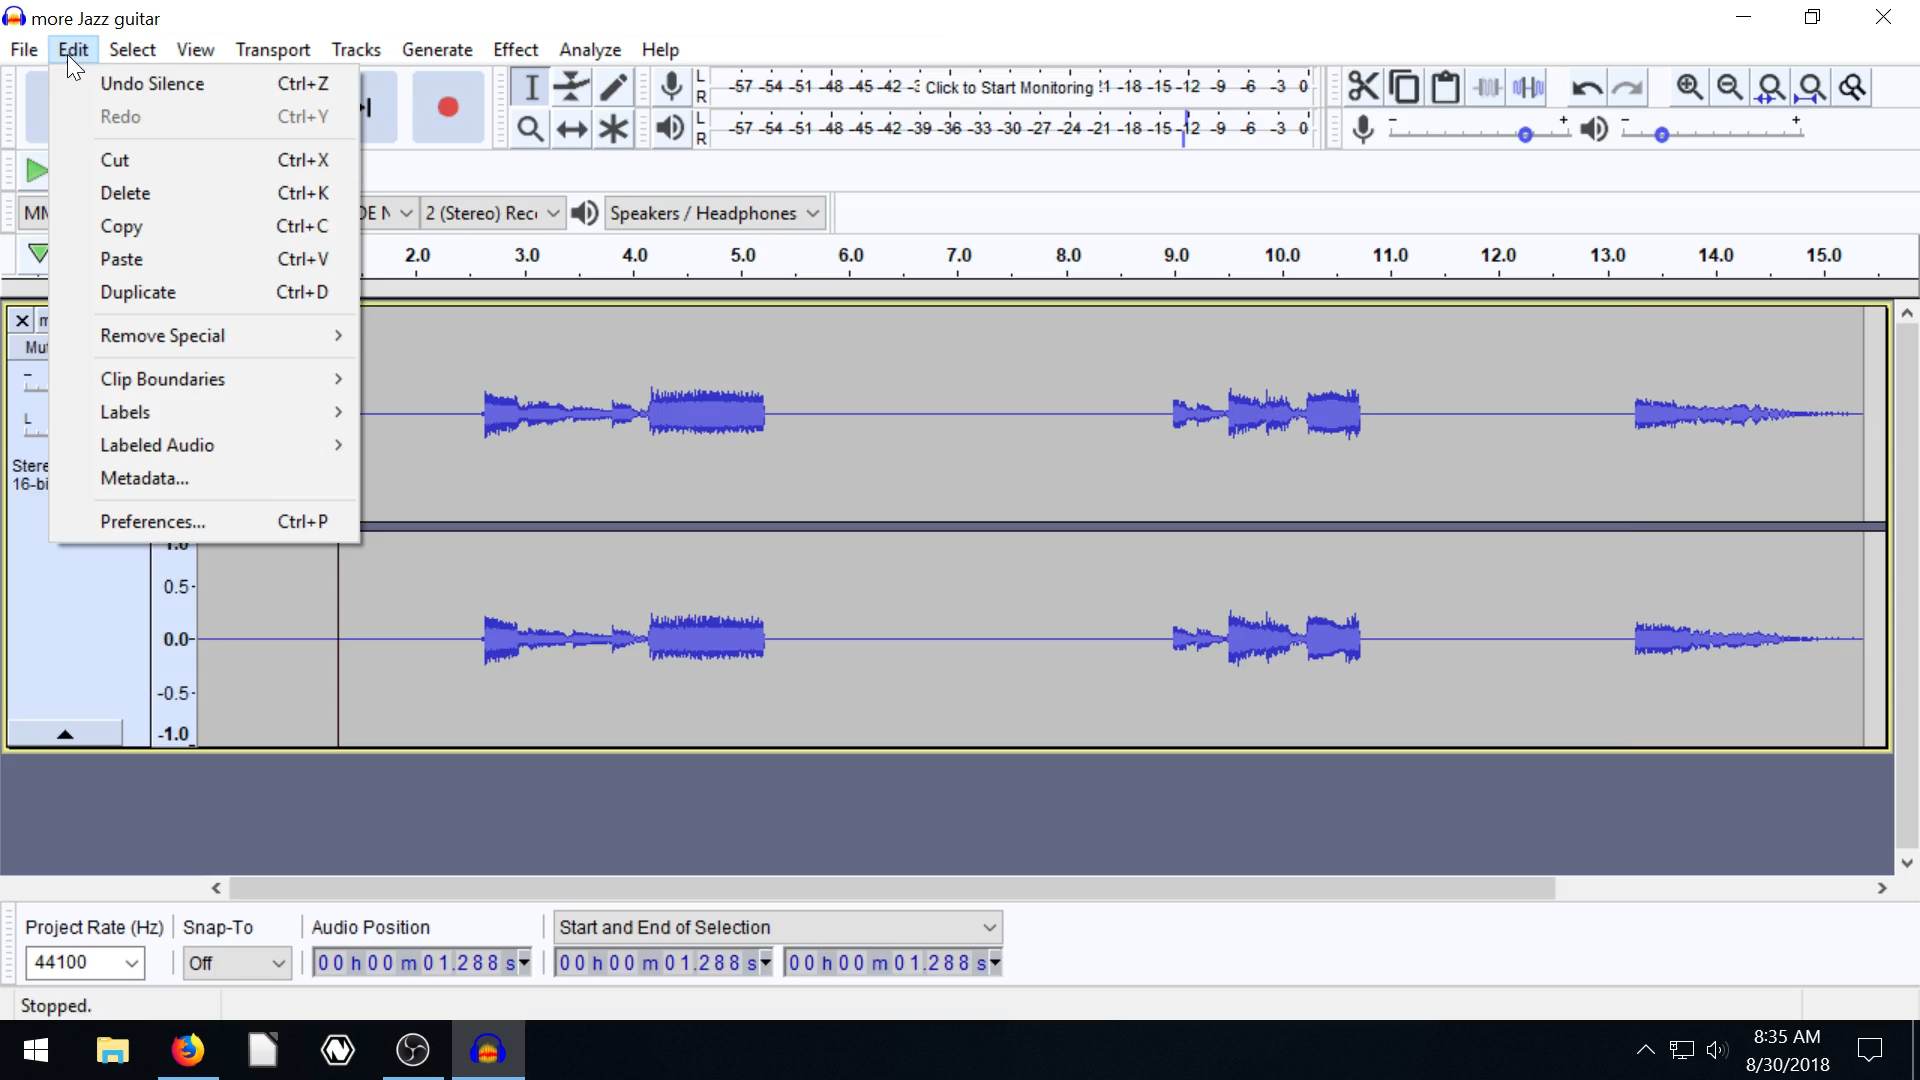 more Jazz guitar
File Edit Select View Transport Tracks Generate Effect Analyze Help
Undo Silence Ctrl+Z
Redo Ctrl+Y
Cut Ctrl+X
Delete Ctrl+K
Copy Ctrl+C
Paste Ctrl+V
Duplicate Ctrl+D
Remove Special
Clip Boundaries
Labels
Labeled Audio
Metadata...
Preferences... Ctrl+P
L
R
-57 -54 -51 -48 -45 -42 Click to Start Monitoring -18 -15 -12 -9 -6 -3 0
L
R
-57 -54 -51 -48 -45 -42 -39 -36 -33 -30 -27 -24 -21 -18 -15 -12 -9 -6 -3 0
- + - +
2 (Stereo) Speakers / Headphones
2.0 3.0 4.0 5.0 6.0 7.0 8.0 9.0 10.0 11.0 12.0 13.0 14.0 15.0
L
1.0
0.5
0.0
-0.5
-1.0
Project Rate (Hz) Snap-To Audio Position Start and End of Selection
44100 Off 00 h 00 m 01.288 s 00 h 00 m 01.288 s 00 h 00 m 01.288 s
Stopped.
8:35 AM
8/30/2018